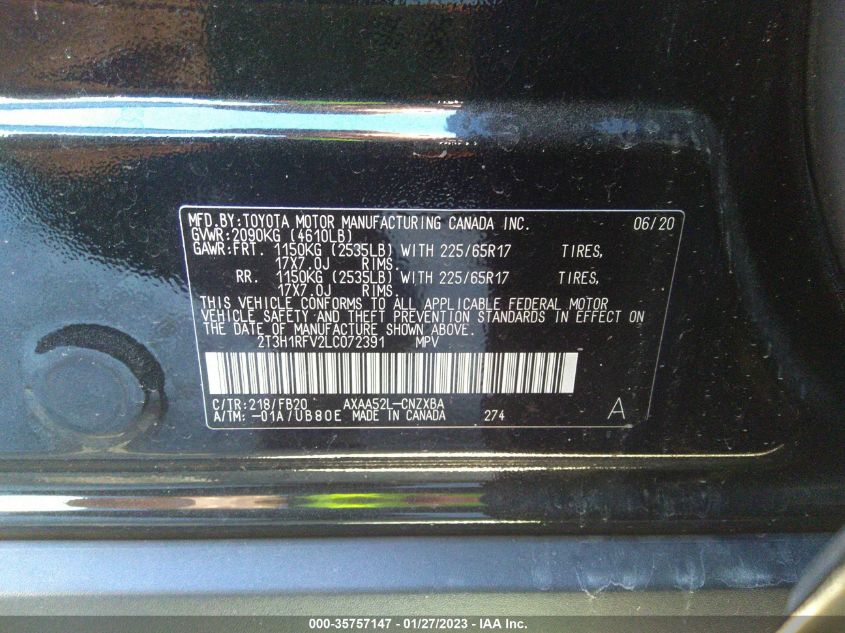 MFD.BY:TOYOTA MOTOR MANUFACTURING CANADA INC. 06/20
GVWR:2090KG (4610LB)
GAWR:FRT. 1150KG (2535LB) WITH 225/65R17 TIRES,
17X7.0J RIMS.
RR. 1150KG (2535LB) WITH 225/65R17 TIRES,
17X7.0J RIMS.
THIS VEHICLE CONFORMS TO ALL APPLICABLE FEDERAL MOTOR
VEHICLE SAFETY AND THEFT PREVENTION STANDARDS IN EFFECT ON
THE DATE OF MANUFACTURE SHOWN ABOVE.
2T3H1RFV2LC072391 MPV
C/TR:218/FB20 AXAA52L-CNZXBA
A/TM:-01A/UB80E MADE IN CANADA 274 A
000-35757147 - 01/27/2023 - IAA Inc.